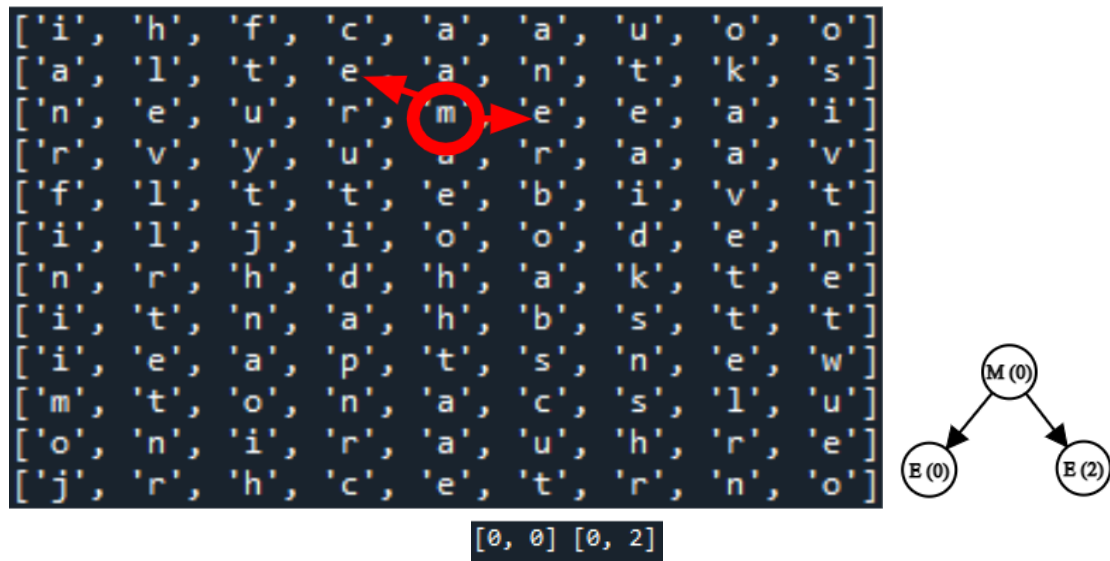 ['i', 'h', 'f', 'c', 'a', 'a', 'u', 'o', 'o']
['a', 'l', 't', 'e', 'a', 'n', 't', 'k', 's']
['n', 'e', 'u', 'r', 'm', 'e', 'e', 'a', 'i']
['r', 'v', 'y', 'u', 'a', 'r', 'a', 'a', 'v']
['f', 'l', 't', 't', 'e', 'b', 'i', 'v', 't']
['i', 'l', 'j', 'i', 'o', 'o', 'd', 'e', 'n']
['n', 'r', 'h', 'd', 'h', 'a', 'k', 't', 'e']
['i', 't', 'n', 'a', 'h', 'b', 's', 't', 't']
['i', 'e', 'a', 'p', 't', 's', 'n', 'e', 'w']
['m', 't', 'o', 'n', 'a', 'c', 's', 'l', 'u']
['o', 'n', 'i', 'r', 'a', 'u', 'h', 'r', 'e']
['j', 'r', 'h', 'c', 'e', 't', 'r', 'n', 'o']
M (0)
E (0) E (2)
[0, 0] [0, 2]